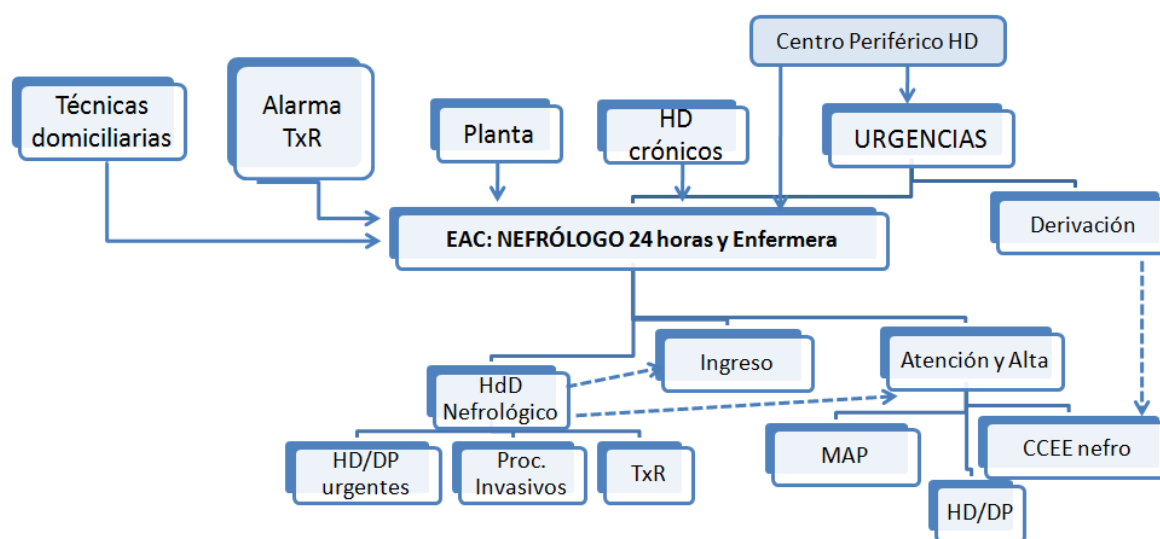 Centro Periférico HD
Técnicas
domiciliarias
Alarma
TxR
Planta
HD
crónicos
URGENCIAS
EAC: NEFRÓLOGO 24 horas y Enfermera
Derivación
HdD
Nefrológico
Ingreso
Atención y Alta
HD/DP
urgentes
Proc.
Invasivos
TxR
MAP
CCEE nefro
HD/DP